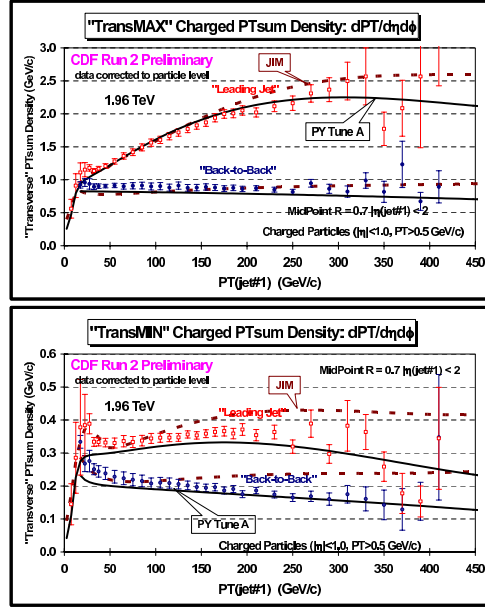 "TransMAX" Charged PTsum Density: dPT/dηdφ
"Transverse" PTsum Density (GeV/c)
3.0
2.5
2.0
1.5
1.0
0.5
0.0
CDF Run 2 Preliminary
data corrected to particle level
1.96 TeV
JIM
"Leading Jet"
PY Tune A
"Back-to-Back"
MidPoint R = 0.7 |η(jet#1) < 2
Charged Particles (|η|<1.0, PT>0.5 GeV/c)
0 50 100 150 200 250 300 350 400 450
PT(jet#1) (GeV/c)
"TransMIN" Charged PTsum Density: dPT/dηdφ
"Transverse" PTsum Density (GeV/c)
0.6
0.5
0.4
0.3
0.2
0.1
0.0
CDF Run 2 Preliminary
data corrected to particle level
MidPoint R = 0.7 |η(jet#1) < 2
1.96 TeV
JIM
"Leading Jet"
"Back-to-Back"
PY Tune A
Charged Particles (|η|<1.0, PT>0.5 GeV/c)
0 50 100 150 200 250 300 350 400 450
PT(jet#1) (GeV/c)